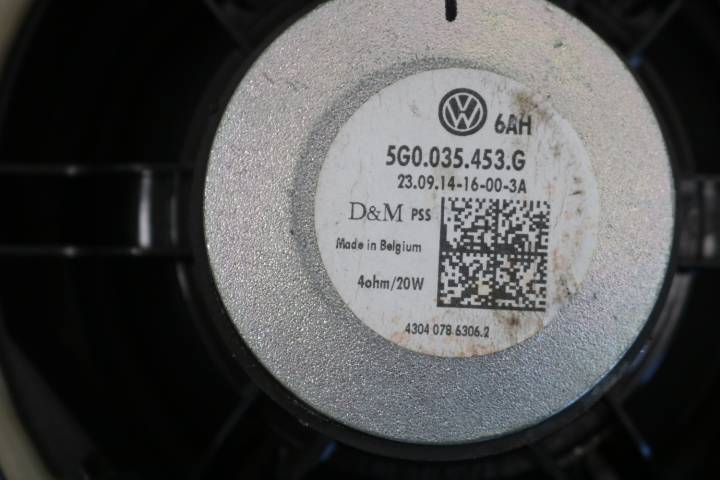 VW 6AH
5G0.035.453.G
23.09.14-16-00-3A
D&M PSS
Made in Belgium
4ohm/20W
4304 078 6306.2